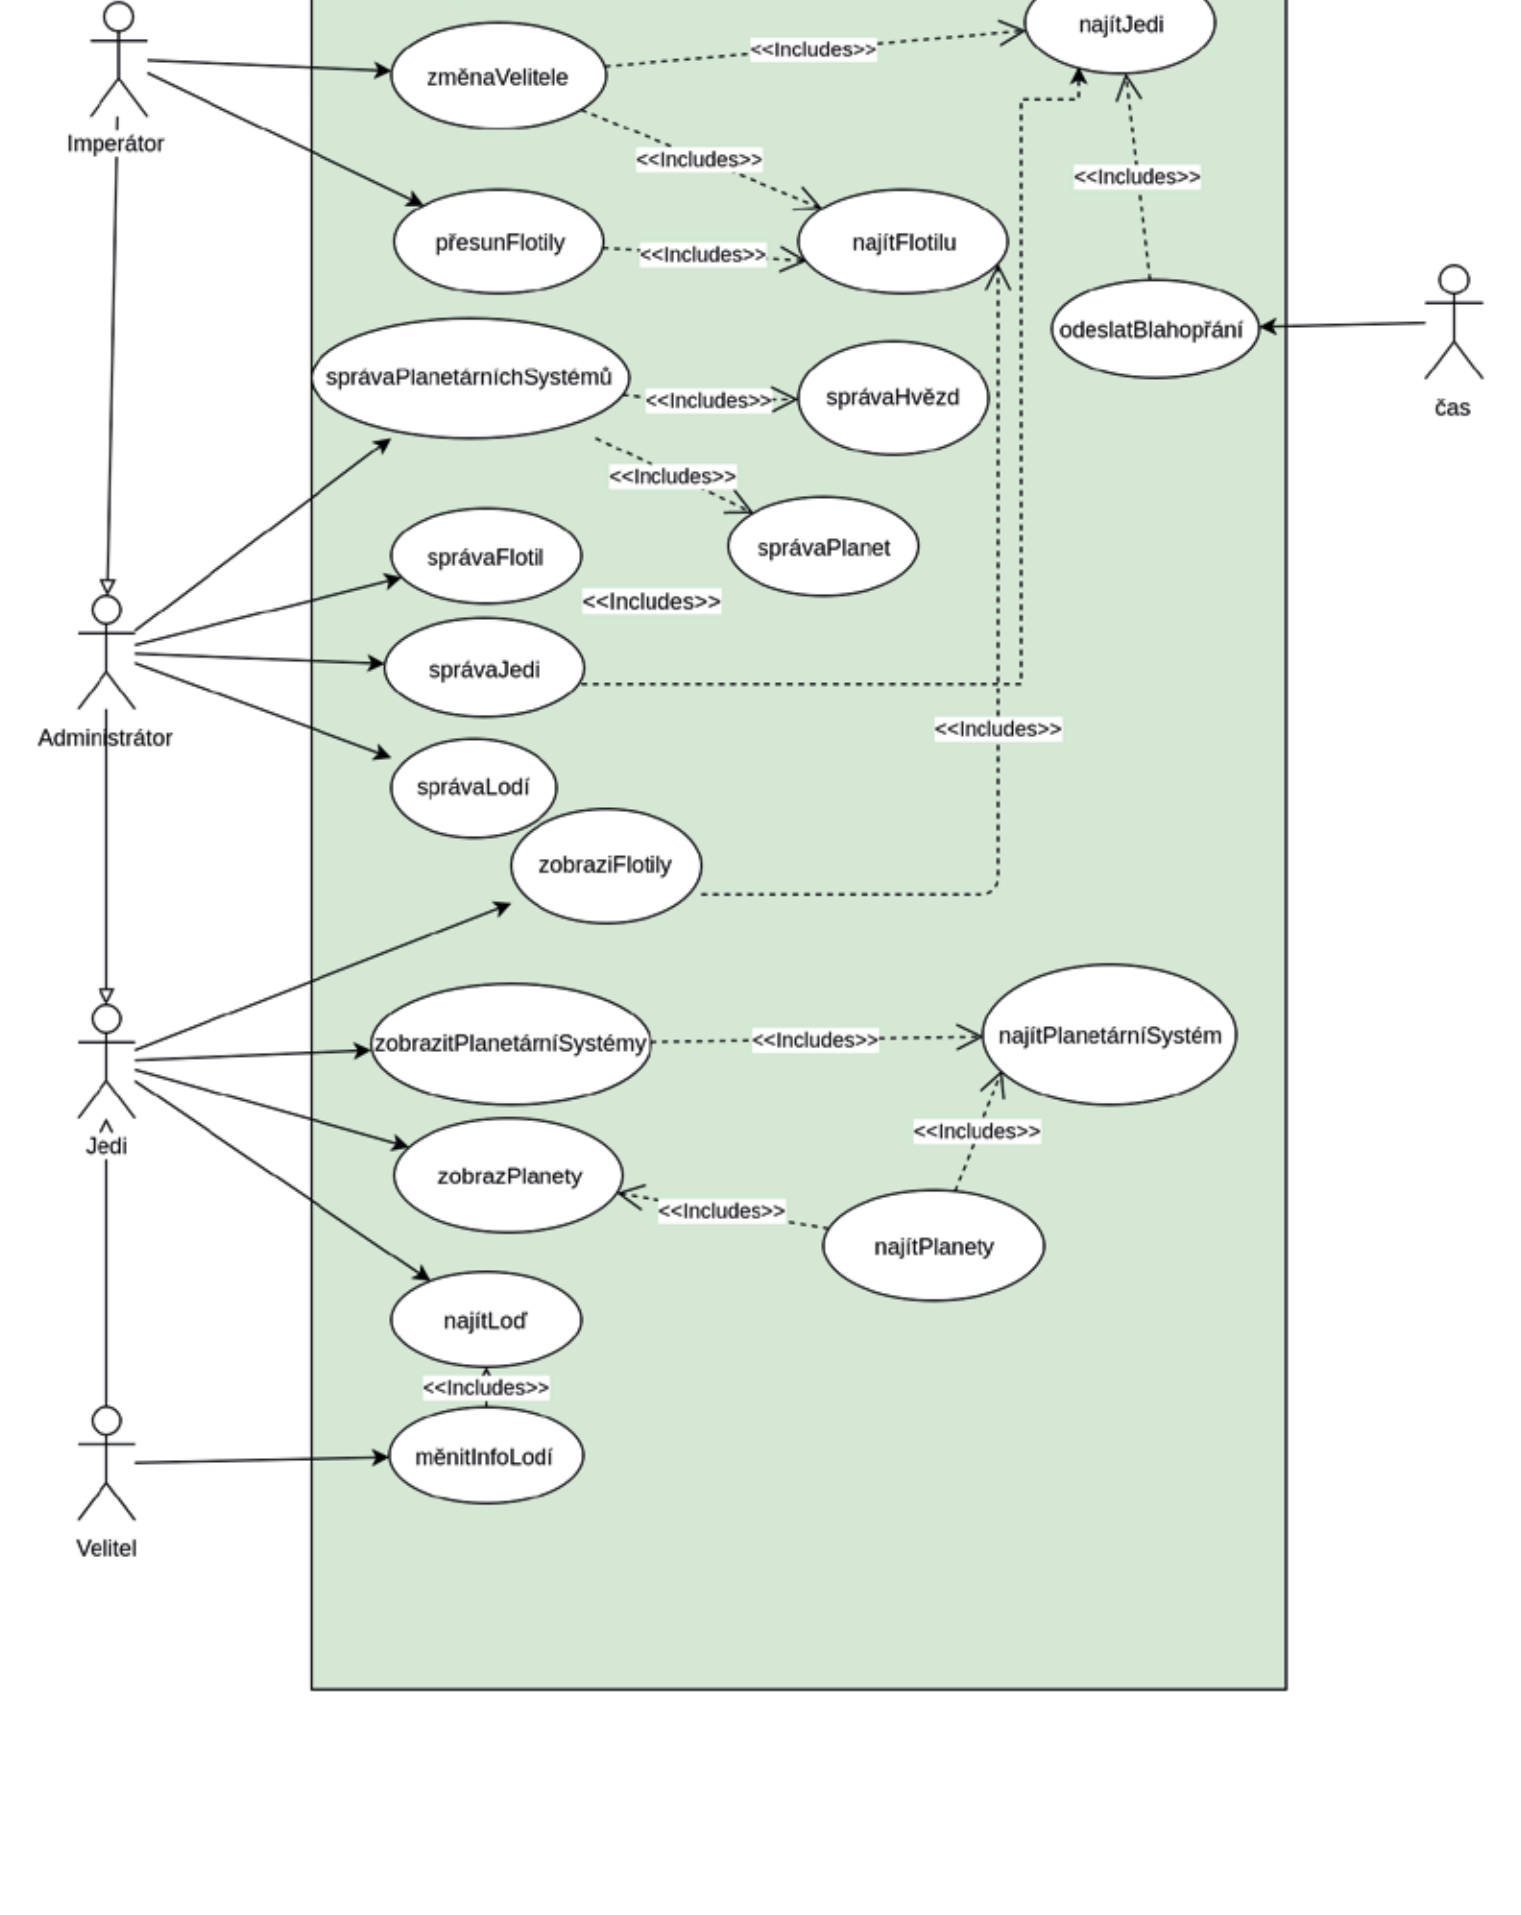 najítJedi
<<Includes>>
změnaVelitele
Imperátor
<<Includes>>
<<Includes>>
přesunFlotily
<<Includes>>
najítFlotilu
odeslatBlahopřání
správaPlanetárníchSystémů
<<Includes>>
správaHvězd
čas
<<Includes>>
správaFlotil
správaPlanet
<<Includes>>
správaJedi
Administrátor
<<Includes>>
správaLodí
zobraziFlotily
zobrazitPlanetárníSystémy
<<Includes>>
najítPlanetárníSystém
Jedi
<<Includes>>
zobrazPlanety
<<Includes>>
najítPlanety
najítLoď
<<Includes>>
měnitInfoLodí
Velitel